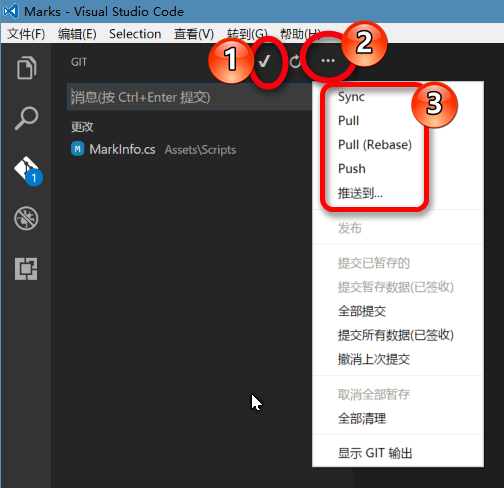 Marks - Visual Studio Code
文件(F) 编辑(E) Selection 查看(V) 转到(G) 帮助(H)
GIT
1
2
3
消息(按 Ctrl+Enter 提交)
更改
MarkInfo.cs Assets\Scripts
1
Sync
Pull
Pull (Rebase)
Push
推送到...
发布
提交已暂存的
提交暂存数据(已签收)
全部提交
提交所有数据(已签收)
撤消上次提交
取消全部暂存
全部清理
显示 GIT 输出